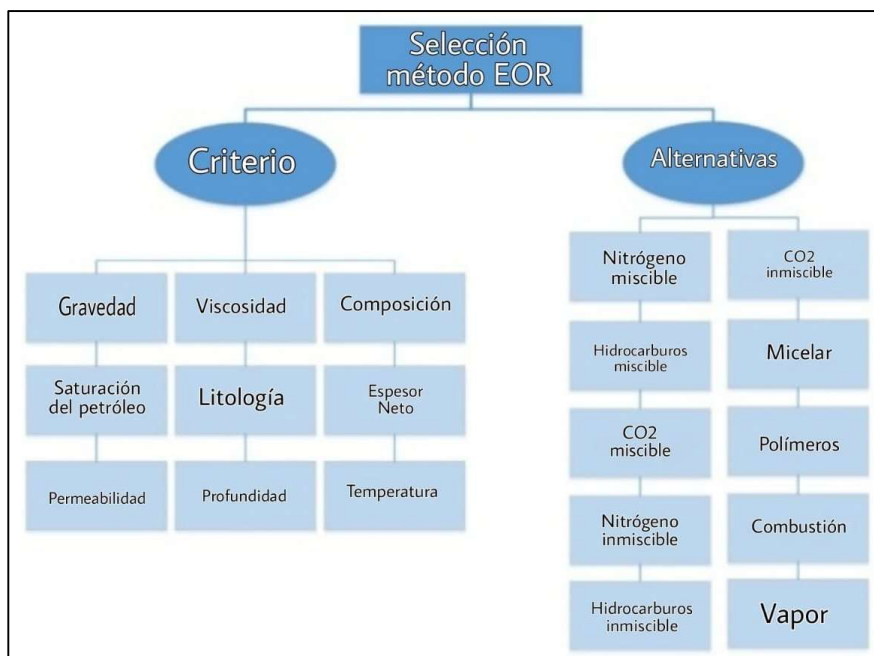 Selección
método EOR
Criterio
Alternativas
Gravedad
Viscosidad
Composición
Saturación
del petróleo
Litología
Espesor
Neto
Permeabilidad
Profundidad
Temperatura
Nitrógeno
miscible
CO2
inmiscible
Hidrocarburos
miscible
Micelar
CO2
miscible
Polímeros
Nitrógeno
inmiscible
Combustión
Hidrocarburos
inmiscible
Vapor